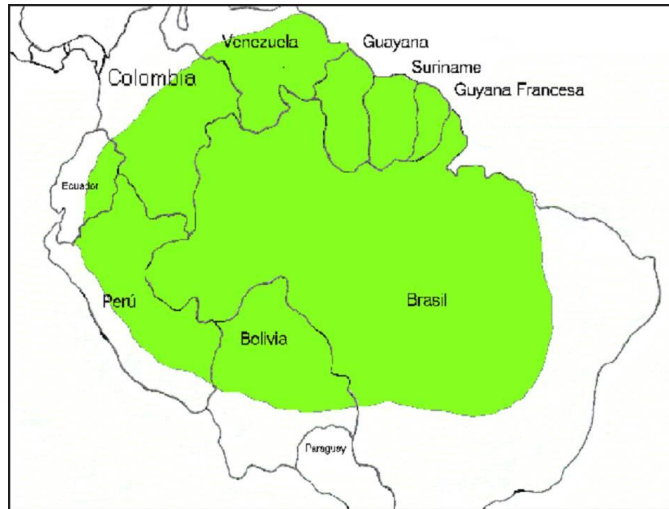 Venezuela
Guayana
Colombia
Suriname
Guyana Francesa
Ecuador
Perú
Brasil
Bolivia
Paraguay